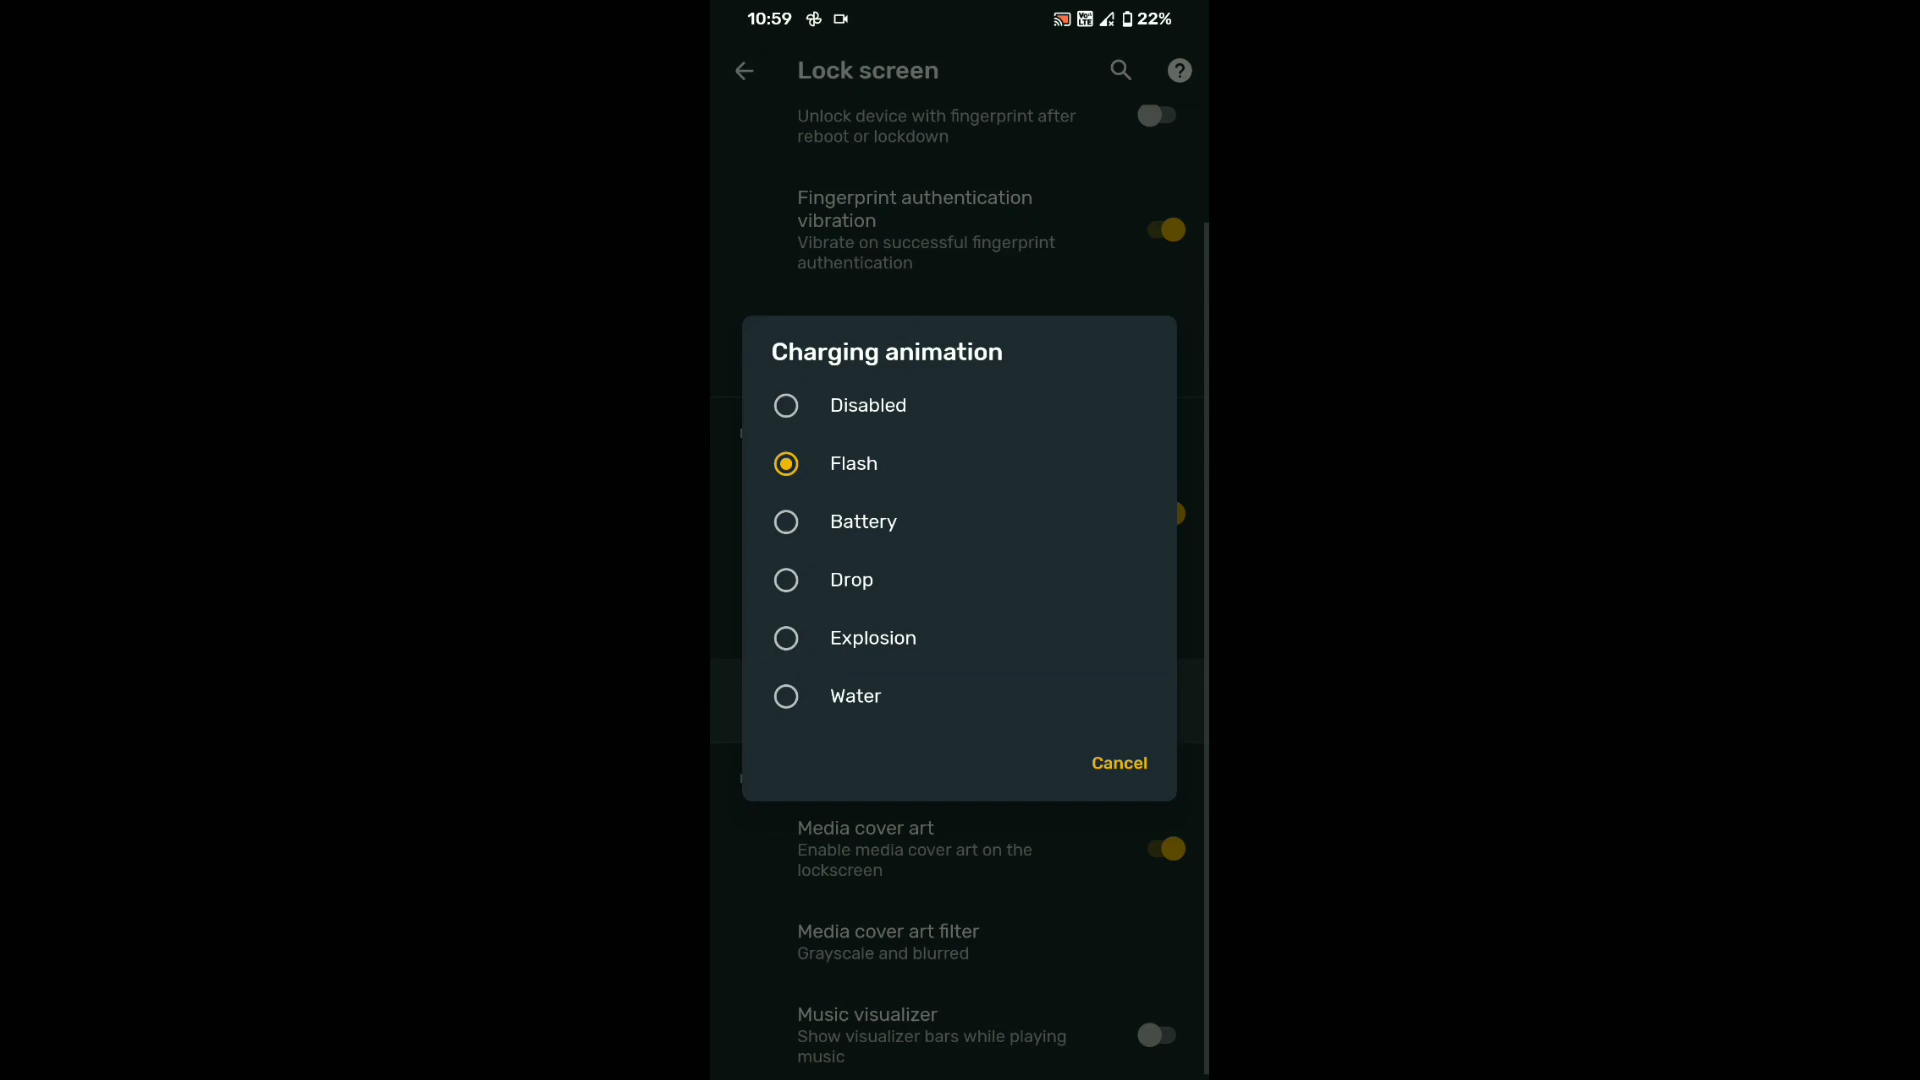 10:59
VoLTE 22%
Lock screen
Unlock device with fingerprint after
reboot or lockdown
Fingerprint authentication
vibration
Vibrate on successful fingerprint
authentication
Charging animation
Disabled
Flash
Battery
Drop
Explosion
Water
Cancel
Media cover art
Enable media cover art on the
lockscreen
Media cover art filter
Grayscale and blurred
Music visualizer
Show visualizer bars while playing
music